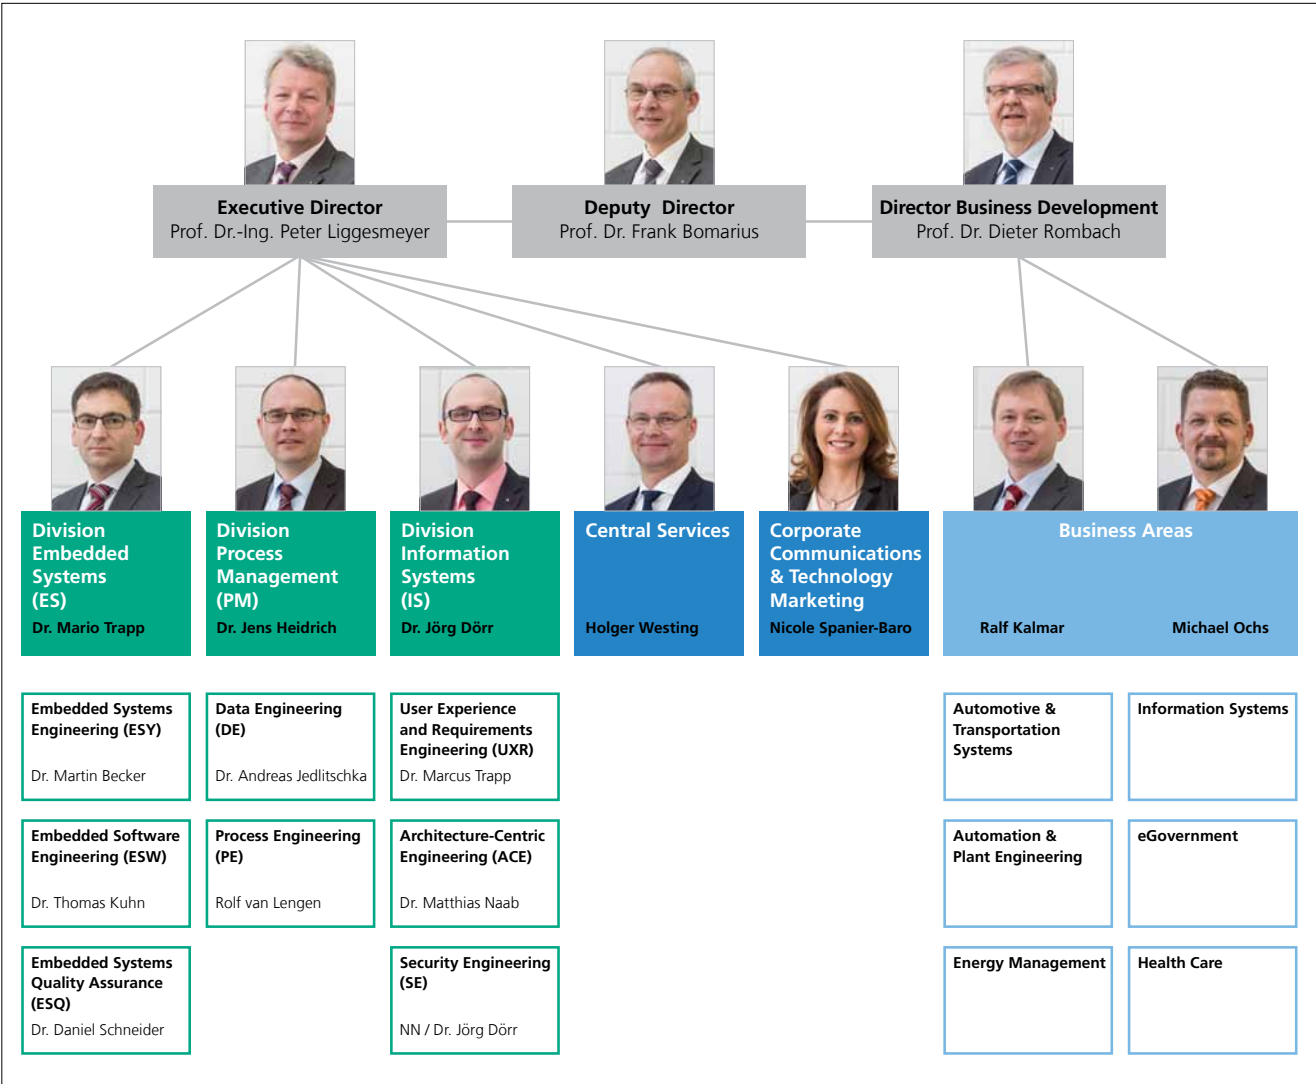 Executive Director
Prof. Dr.-Ing. Peter Liggesmeyer
Deputy Director
Prof. Dr. Frank Bomarius
Director Business Development
Prof. Dr. Dieter Rombach
Division
Embedded
Systems
(ES)
Dr. Mario Trapp
Division
Process
Management
(PM)
Dr. Jens Heidrich
Division
Information
Systems
(IS)
Dr. Jörg Dörr
Central Services
Holger Westing
Corporate
Communications
& Technology
Marketing
Nicole Spanier-Baro
Business Areas
Ralf Kalmar
Michael Ochs
Embedded Systems
Engineering (ESY)
Dr. Martin Becker
Data Engineering
(DE)
Dr. Andreas Jedlitschka
User Experience
and Requirements
Engineering (UXR)
Dr. Marcus Trapp
Automotive &
Transportation
Systems
Information Systems
Embedded Software
Engineering (ESW)
Dr. Thomas Kuhn
Process Engineering
(PE)
Rolf van Lengen
Architecture-Centric
Engineering (ACE)
Dr. Matthias Naab
Automation &
Plant Engineering
eGovernment
Embedded Systems
Quality Assurance
(ESQ)
Dr. Daniel Schneider
Security Engineering
(SE)
NN / Dr. Jörg Dörr
Energy Management
Health Care